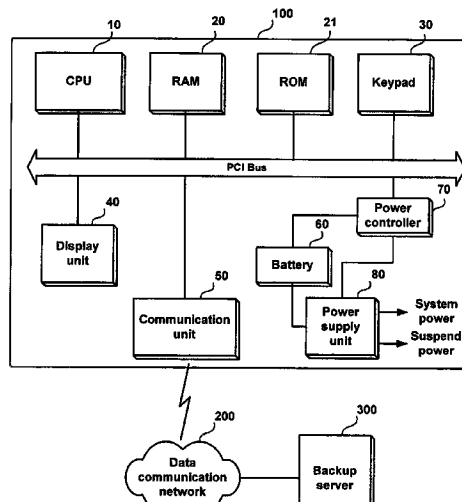 100
10
20
21
30
CPU
RAM
ROM
Keypad
PCI Bus
40
Display
unit
50
Communication
unit
60
Battery
70
Power
controller
80
Power
supply
unit
System
power
Suspend
power
200
Data
communication
network
300
Backup
server